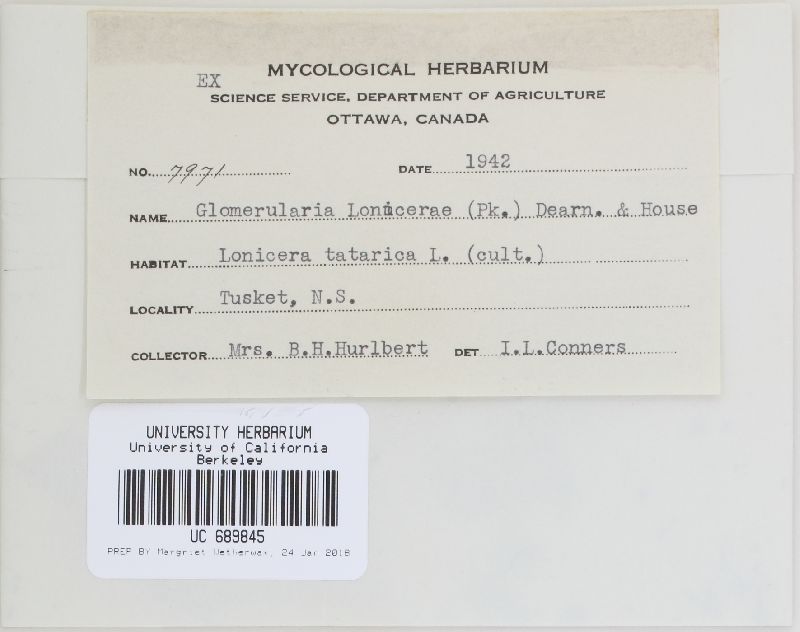 EX MYCOLOGICAL HERBARIUM
SCIENCE SERVICE, DEPARTMENT OF AGRICULTURE
OTTAWA, CANADA
NO. 7971 DATE 1942
NAME Glomerularia Lonicerae (Pk.) Dearn. & House
HABITAT Lonicera tatarica L. (cult.)
LOCALITY Tusket, N.S.
COLLECTOR Mrs. B.H.Hurlbert DET I.L.Conners
UNIVERSITY HERBARIUM
University of California
Berkeley
UC 689845
PREP BY Margriet Wetherwax, 24 Jan 2018